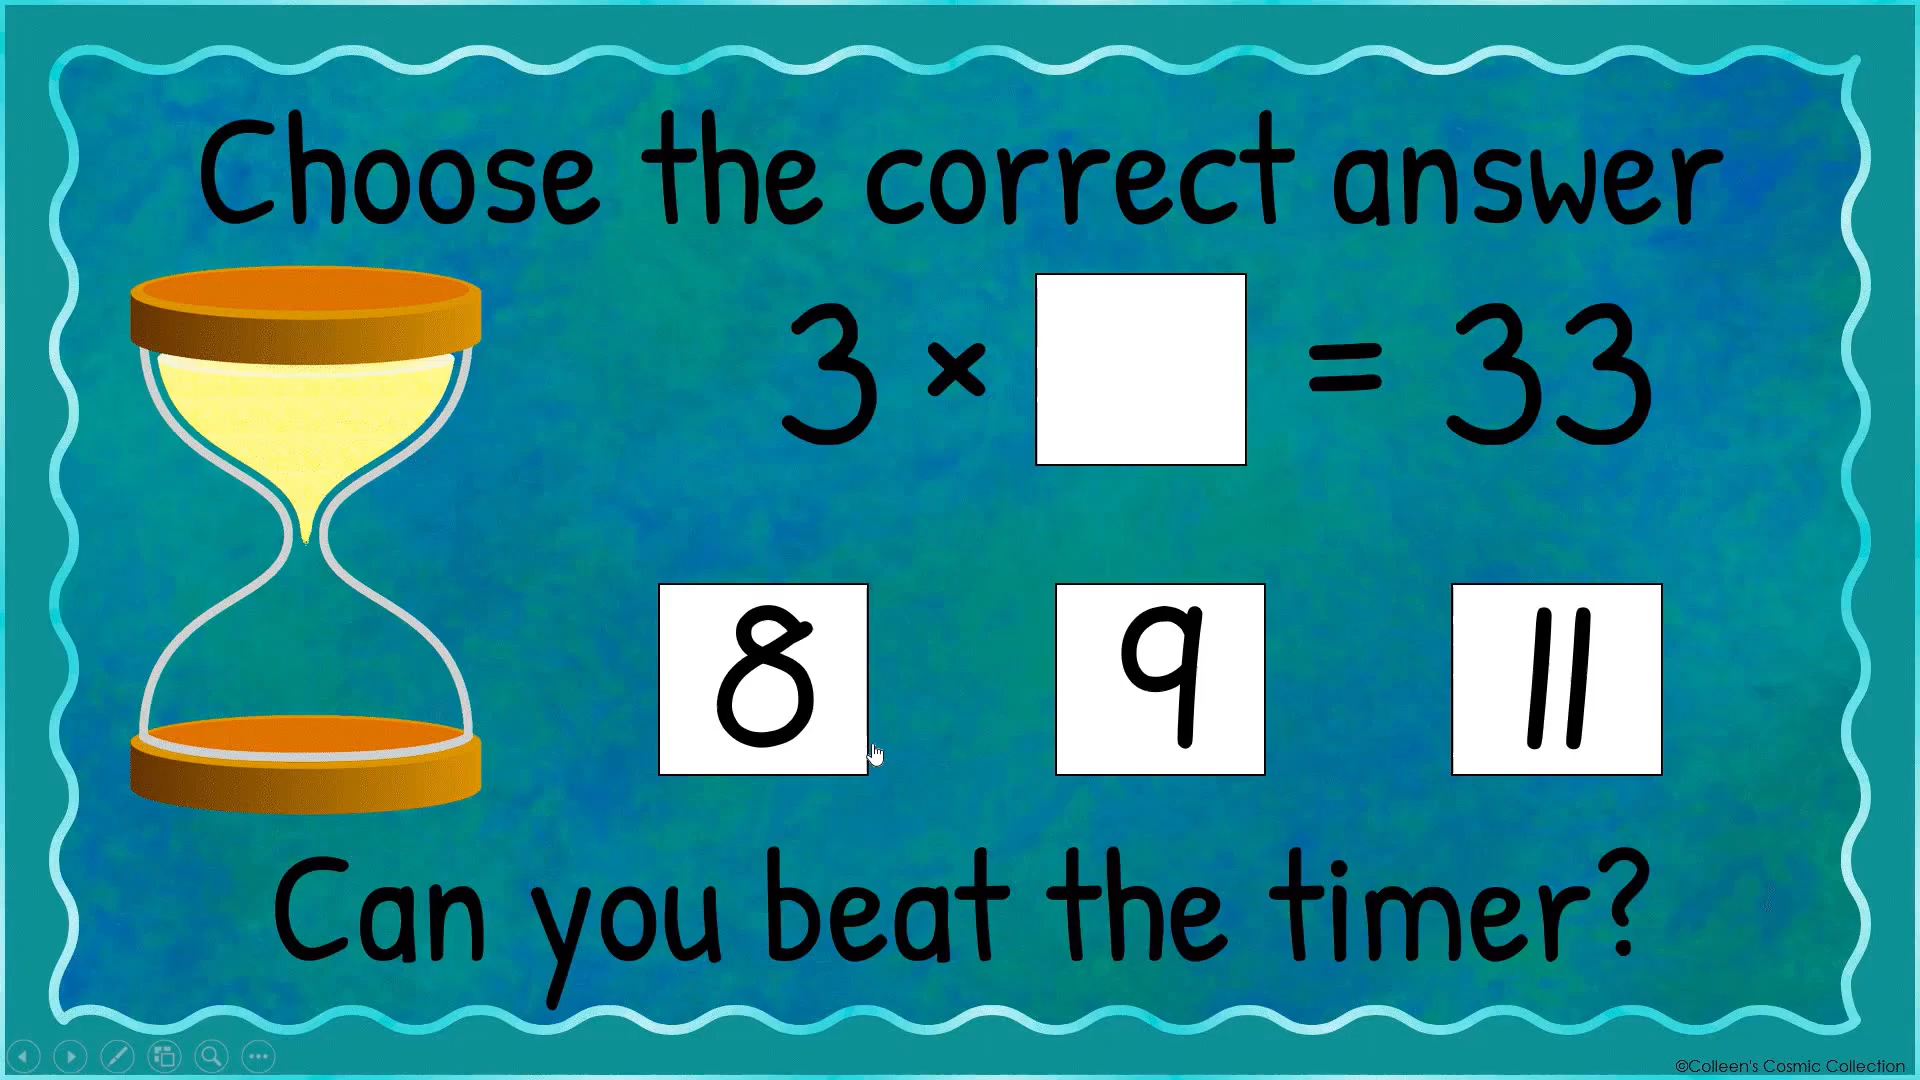 Choose the correct answer
3 × = 33
8 9 11
Can you beat the timer?
©Colleen's Cosmic Collection